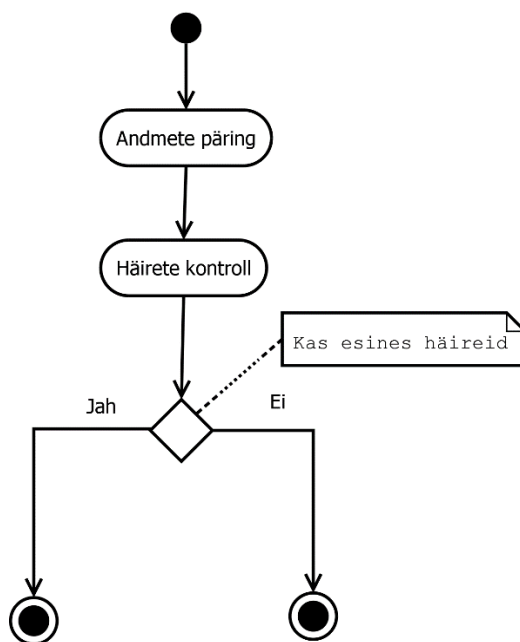 Andmete päring
Häirete kontroll
Kas esines häireid
Jah
Ei